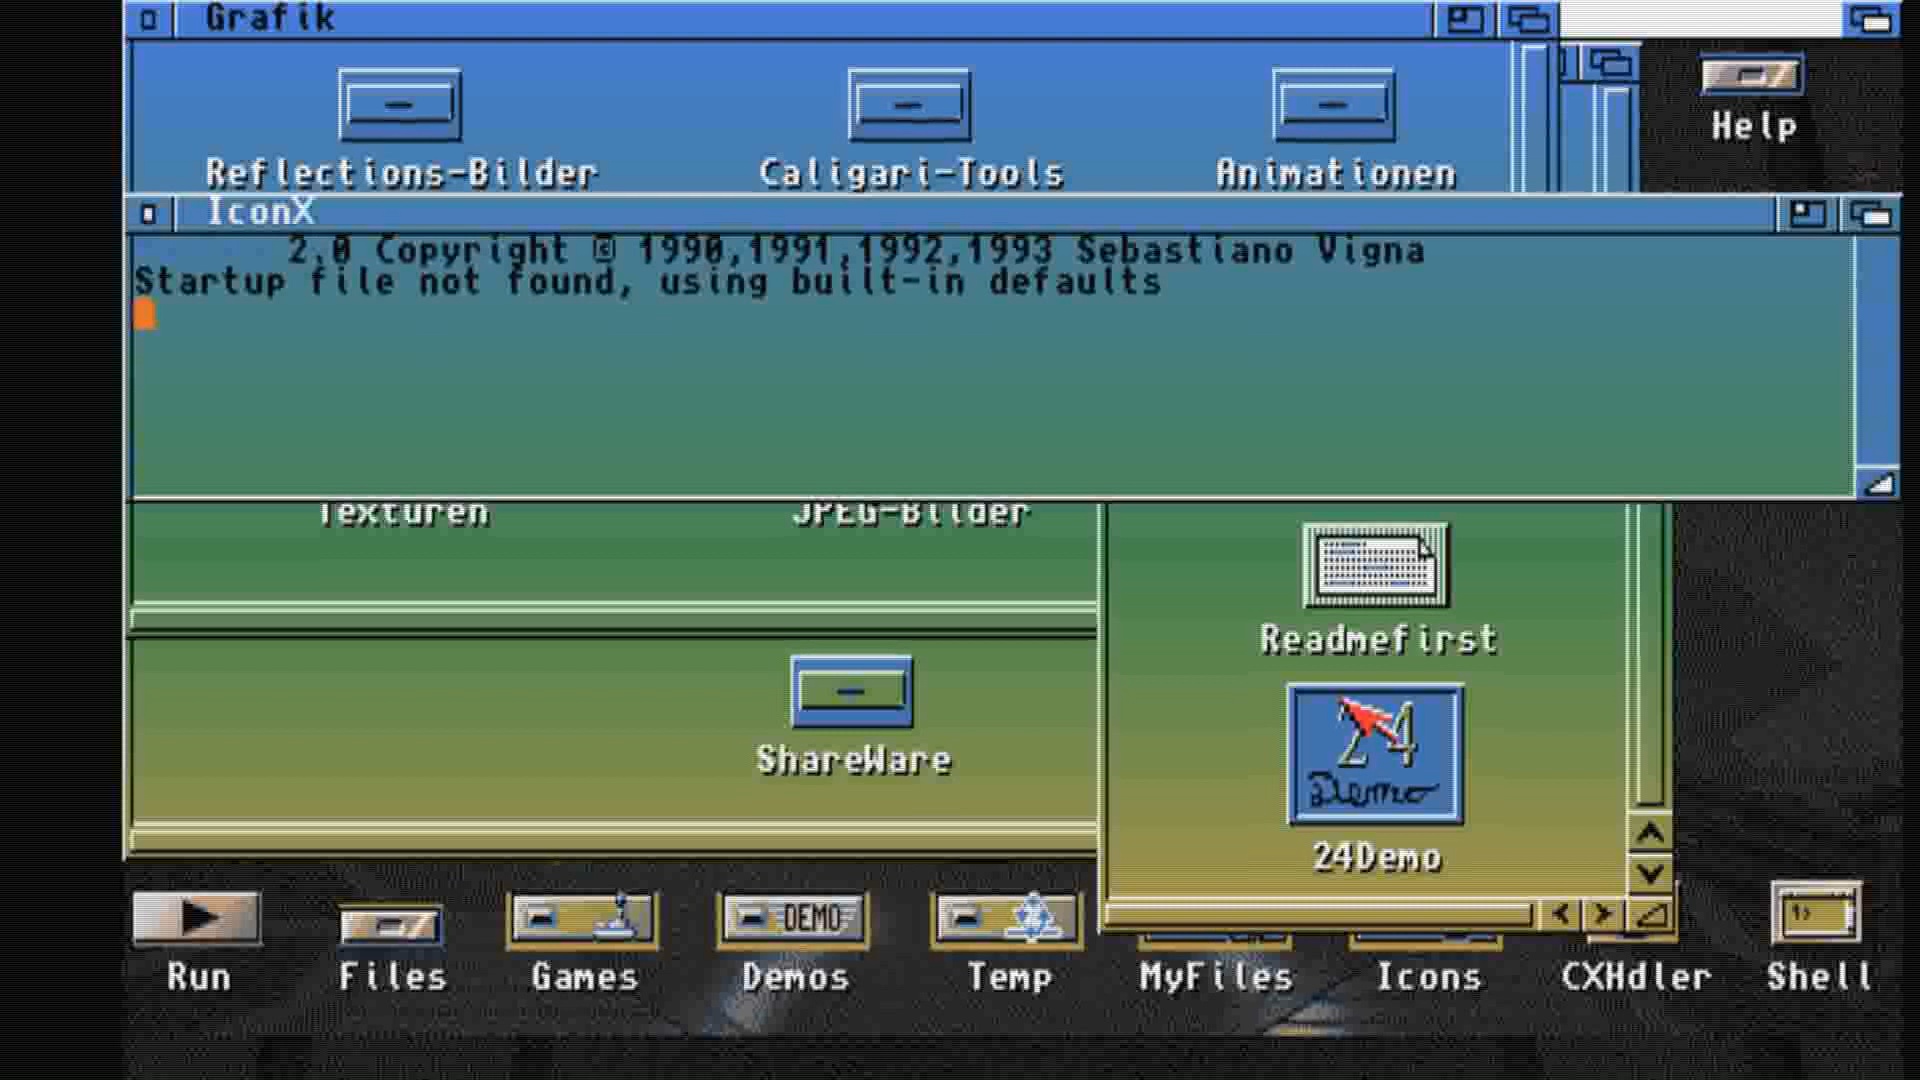 Grafik
Help
Reflections-Bilder
Caligari-Tools
Animationen
IconX
2.0 Copyright © 1990,1991,1992,1993 Sebastiano Vigna
Startup file not found, using built-in defaults
Texturen
JPEG-Bilder
Readmefirst
ShareWare
24
Demo
24Demo
DEMO
1>
Run
Files
Games
Demos
Temp
MyFiles
Icons
CXHdler
Shell